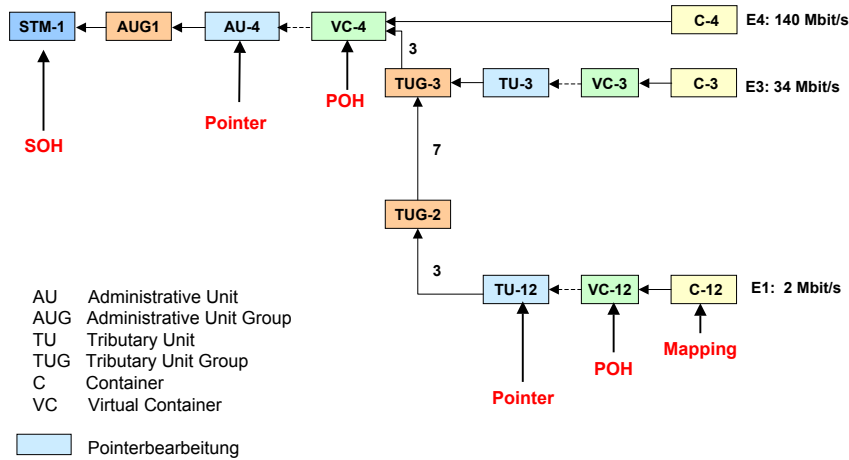 STM-1 AUG1 AU-4 VC-4 C-4 E4: 140 Mbit/s
3
TUG-3 TU-3 VC-3 C-3 E3: 34 Mbit/s
POH
Pointer
SOH
7
TUG-2
3
TU-12 VC-12 C-12 E1: 2 Mbit/s
Mapping
POH
Pointer
AU Administrative Unit
AUG Administrative Unit Group
TU Tributary Unit
TUG Tributary Unit Group
C Container
VC Virtual Container
Pointerbearbeitung